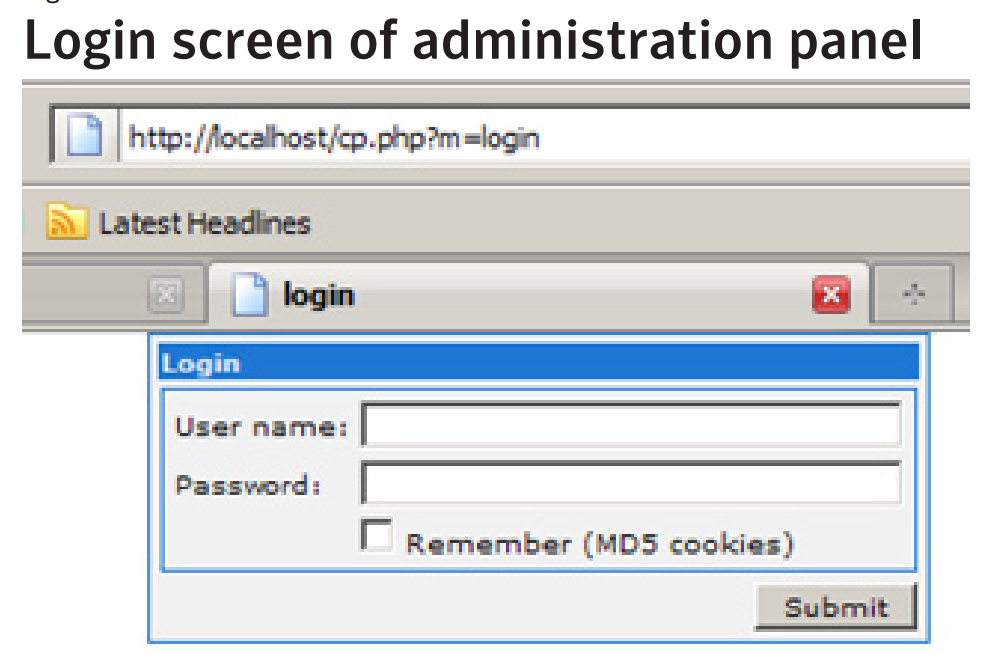 Login screen of administration panel
http://localhost/cp.php?m=login
Latest Headlines
login
Login
User name:
Password:
Remember (MD5 cookies)
Submit